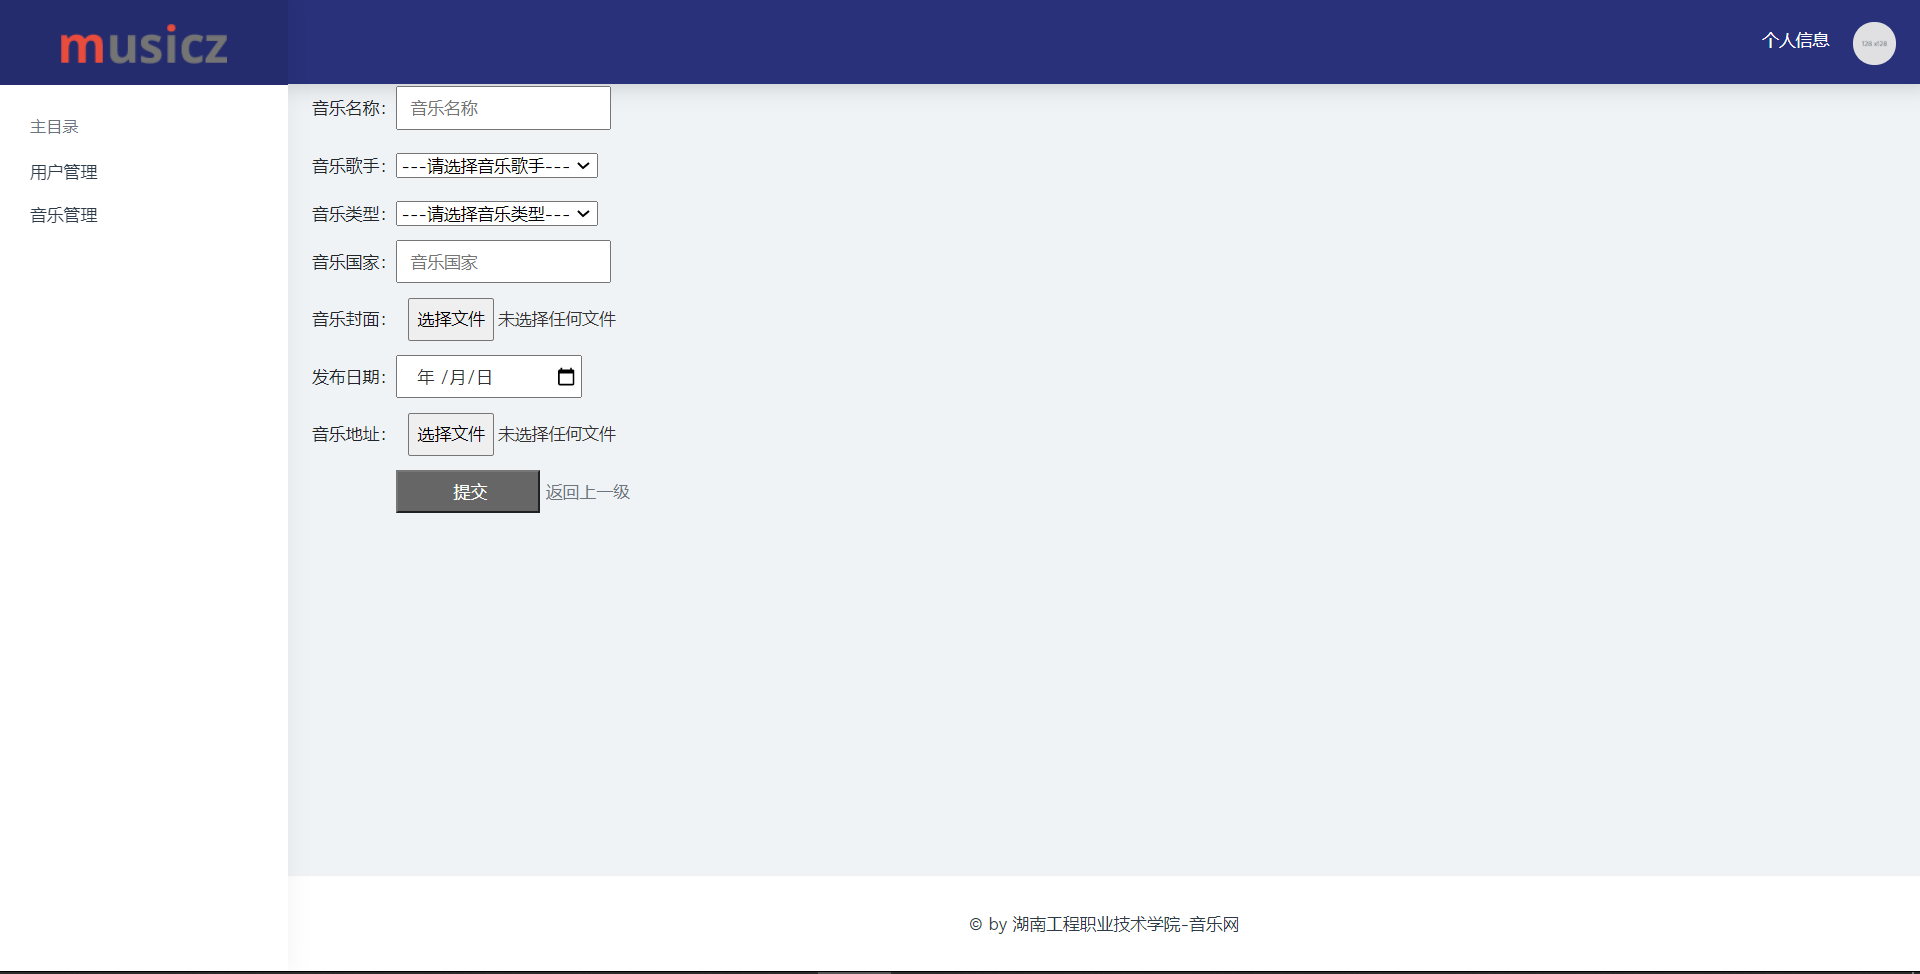 musicz
个人信息
128 x128
主目录
用户管理
音乐管理
音乐名称： 音乐名称
音乐歌手： ---请选择音乐歌手---
音乐类型： ---请选择音乐类型---
音乐国家： 音乐国家
音乐封面： 选择文件 未选择任何文件
发布日期： 年 /月/日
音乐地址： 选择文件 未选择任何文件
提交 返回上一级
© by 湖南工程职业技术学院-音乐网